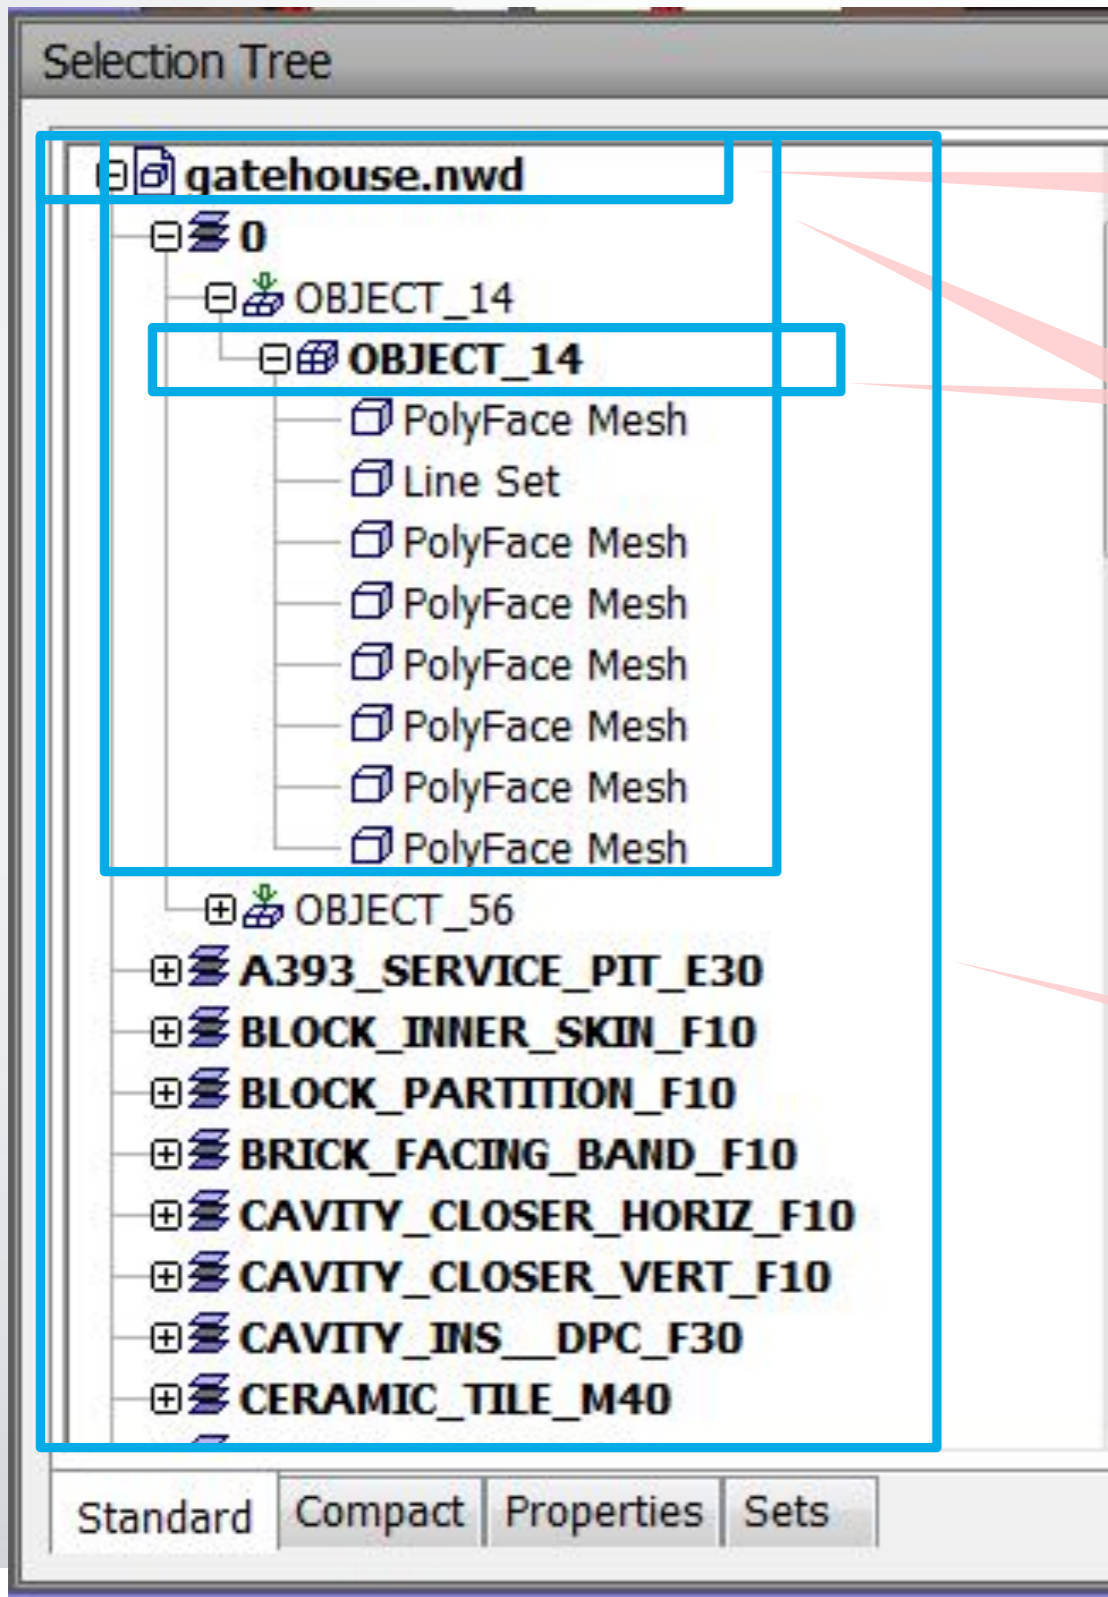 Selection Tree
gatehouse.nwd
0
OBJECT_14
OBJECT_14
PolyFace Mesh
Line Set
PolyFace Mesh
PolyFace Mesh
PolyFace Mesh
PolyFace Mesh
PolyFace Mesh
PolyFace Mesh
OBJECT_56
A393_SERVICE_PIT_E30
BLOCK_INNER_SKIN_F10
BLOCK_PARTITION_F10
BRICK_FACING_BAND_F10
CAVITY_CLOSER_HORIZ_F10
CAVITY_CLOSER_VERT_F10
CAVITY_INS__DPC_F30
CERAMIC_TILE_M40
Standard Compact Properties Sets